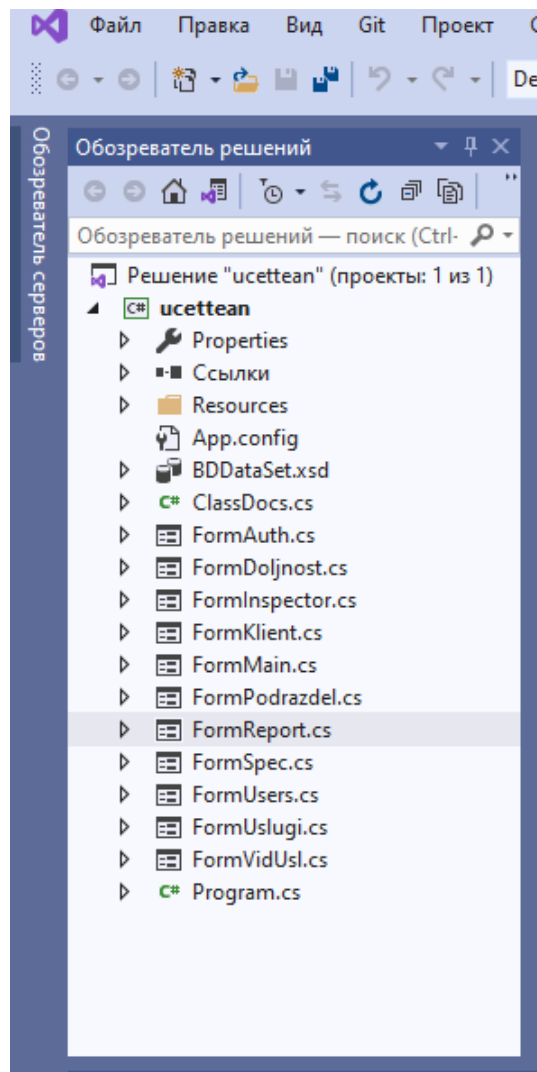 Файл Правка Вид Git Проект
De
Обозреватель серверов
Обозреватель решений
Обозреватель решений — поиск (Ctrl-
Решение "ucettean" (проекты: 1 из 1)
C# ucettean
Properties
Ссылки
Resources
App.config
BDDataSet.xsd
C# ClassDocs.cs
FormAuth.cs
FormDoljnost.cs
FormInspector.cs
FormKlient.cs
FormMain.cs
FormPodrazdel.cs
FormReport.cs
FormSpec.cs
FormUsers.cs
FormUslugi.cs
FormVidUsl.cs
C# Program.cs